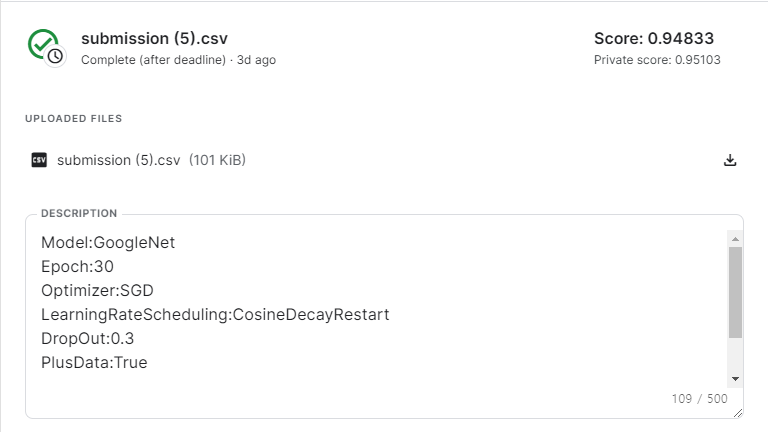 submission (5).csv
Score: 0.94833
Complete (after deadline) · 3d ago
Private score: 0.95103
UPLOADED FILES
CSV submission (5).csv (101 KiB)
DESCRIPTION
Model:GoogleNet
Epoch:30
Optimizer:SGD
LearningRateScheduling:CosineDecayRestart
DropOut:0.3
PlusData:True
109 / 500